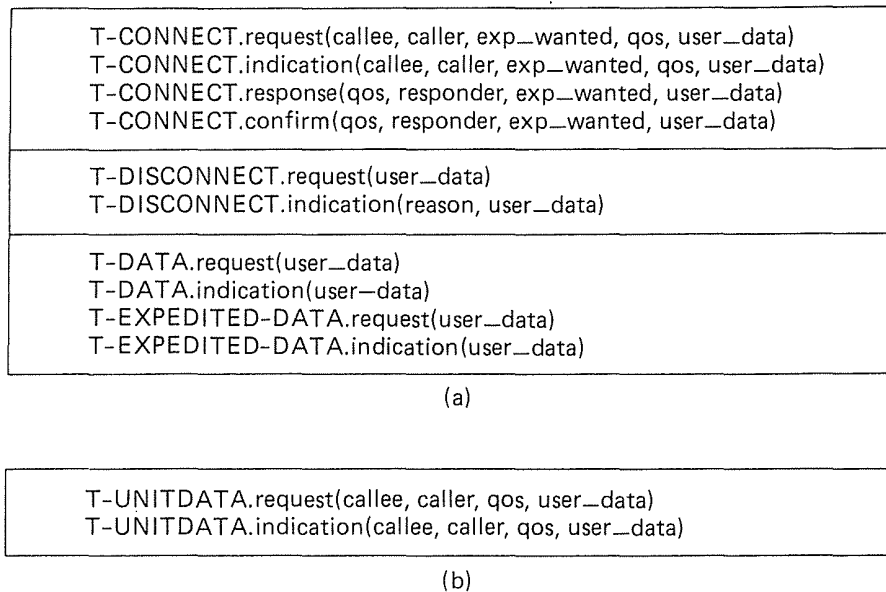 T-CONNECT.request(callee, caller, exp_wanted, qos, user_data)
T-CONNECT.indication(callee, caller, exp_wanted, qos, user_data)
T-CONNECT.response(qos, responder, exp_wanted, user_data)
T-CONNECT.confirm(qos, responder, exp_wanted, user_data)
T-DISCONNECT.request(user_data)
T-DISCONNECT.indication(reason, user_data)
T-DATA.request(user_data)
T-DATA.indication(user—data)
T-EXPEDITED-DATA.request(user_data)
T-EXPEDITED-DATA.indication(user_data)
(a)
T-UNITDATA.request(callee, caller, qos, user_data)
T-UNITDATA.indication(callee, caller, qos, user_data)
(b)